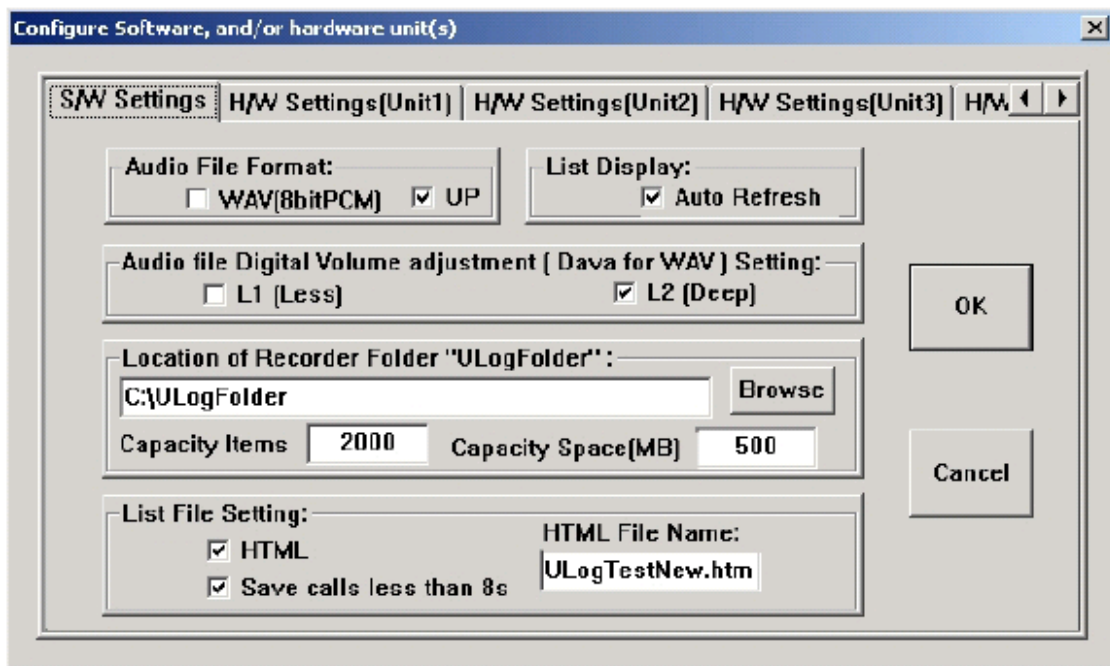 Configure Software, and/or hardware unit(s)
S/W Settings H/W Settings(Unit1) H/W Settings(Unit2) H/W Settings(Unit3) H/W
Audio File Format:
WAV(8bitPCM) UP
List Display:
Auto Refresh
Audio file Digital Volume adjustment ( Dava for WAV ) Setting:
L1 (Less) L2 (Deep)
OK
Location of Recorder Folder "ULogFolder" :
C:\ULogFolder Browse
Capacity Items 2000 Capacity Space(MB) 500
Cancel
List File Setting:
HTML
Save calls less than 8s
HTML File Name:
ULogTestNew.htm